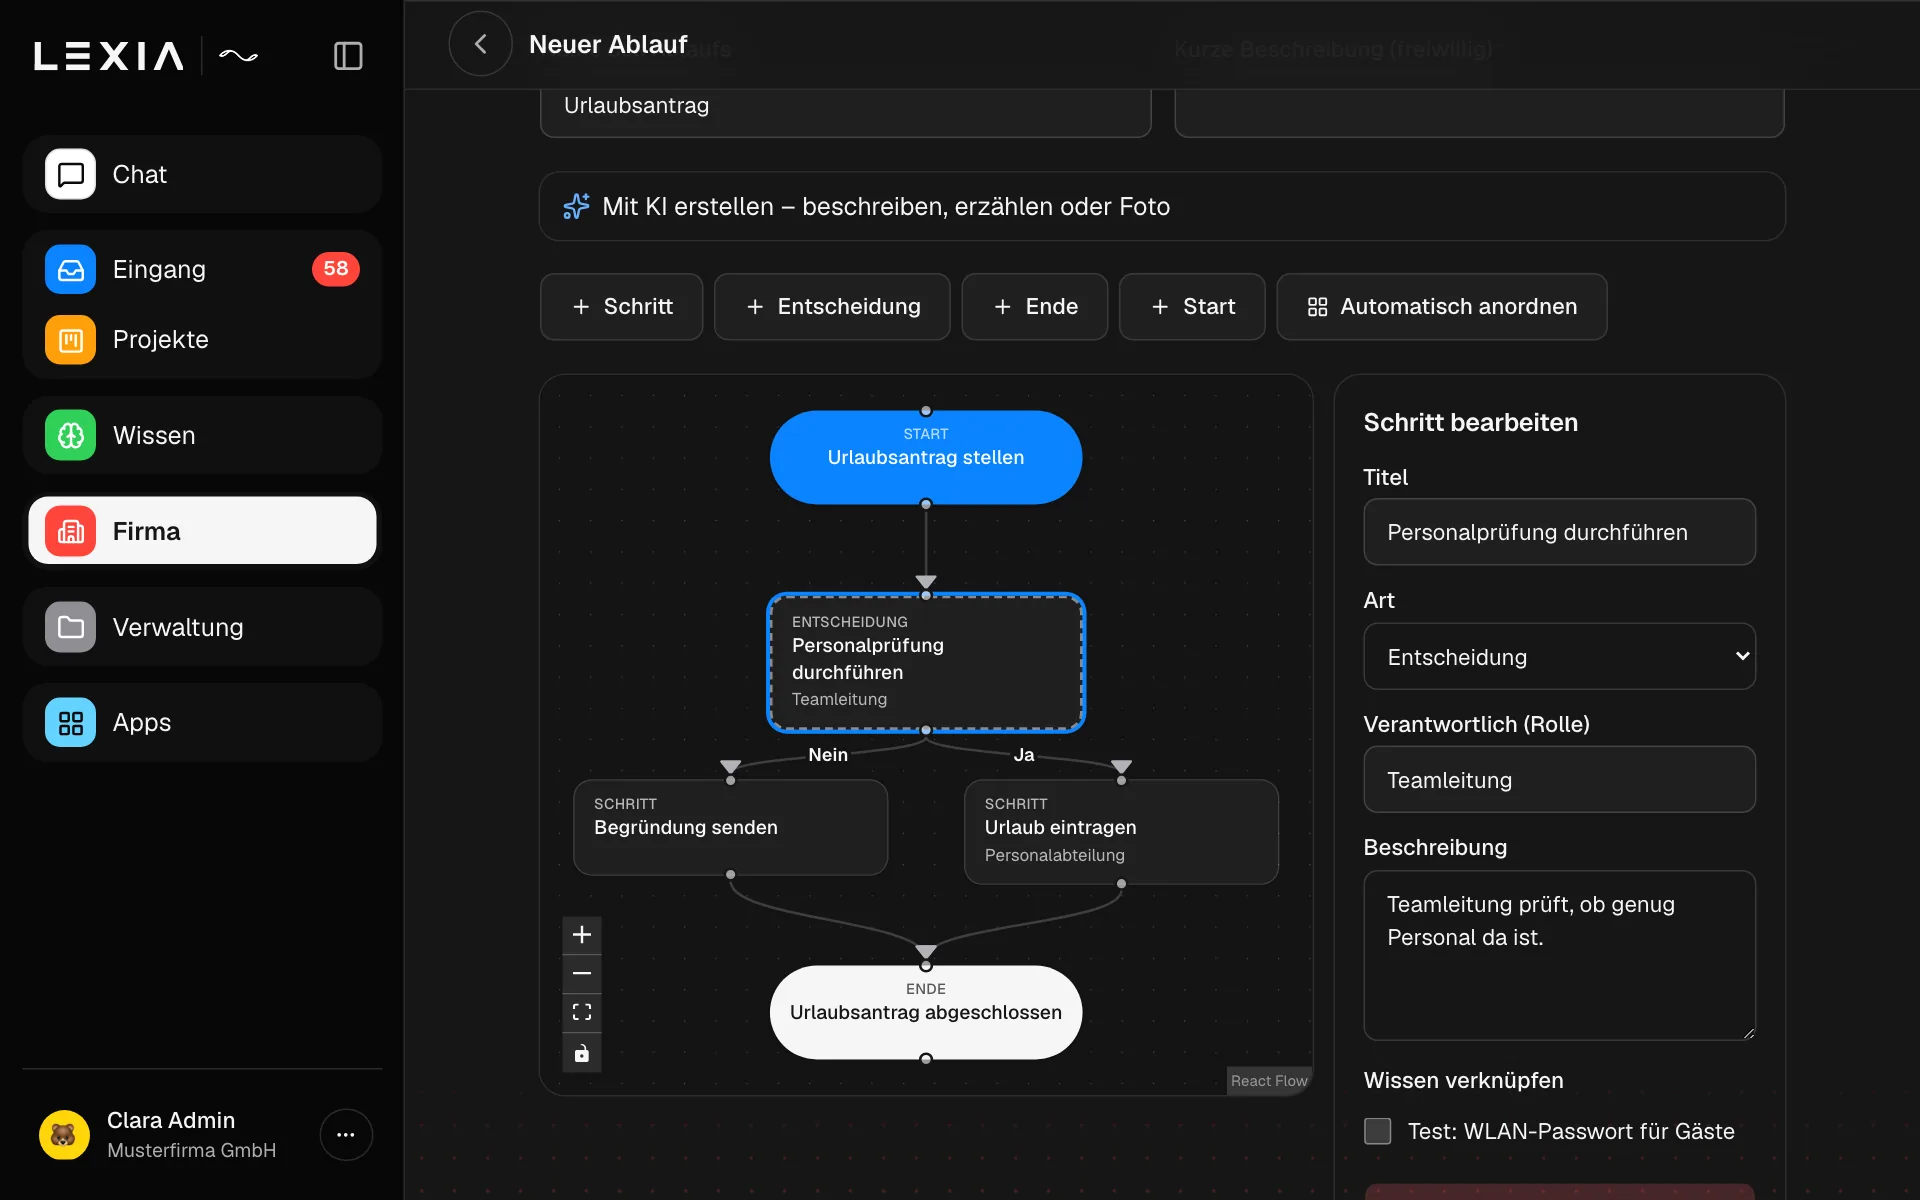 LEXIA
Chat
Eingang
58
Projekte
Wissen
Firma
Verwaltung
Apps
Clara Admin
Musterfirma GmbH
Neuer Ablauf
Kurze Beschreibung (freiwillig)
Urlaubsantrag
Mit KI erstellen – beschreiben, erzählen oder Foto
Schritt
Entscheidung
Ende
Start
Automatisch anordnen
START
Urlaubsantrag stellen
ENTSCHEIDUNG
Personalprüfung
durchführen
Teamleitung
Nein
Ja
SCHRITT
Begründung senden
SCHRITT
Urlaub eintragen
Personalabteilung
ENDE
Urlaubsantrag abgeschlossen
React Flow
Schritt bearbeiten
Titel
Personalprüfung durchführen
Art
Entscheidung
Verantwortlich (Rolle)
Teamleitung
Beschreibung
Teamleitung prüft, ob genug
Personal da ist.
Wissen verknüpfen
Test: WLAN-Passwort für Gäste